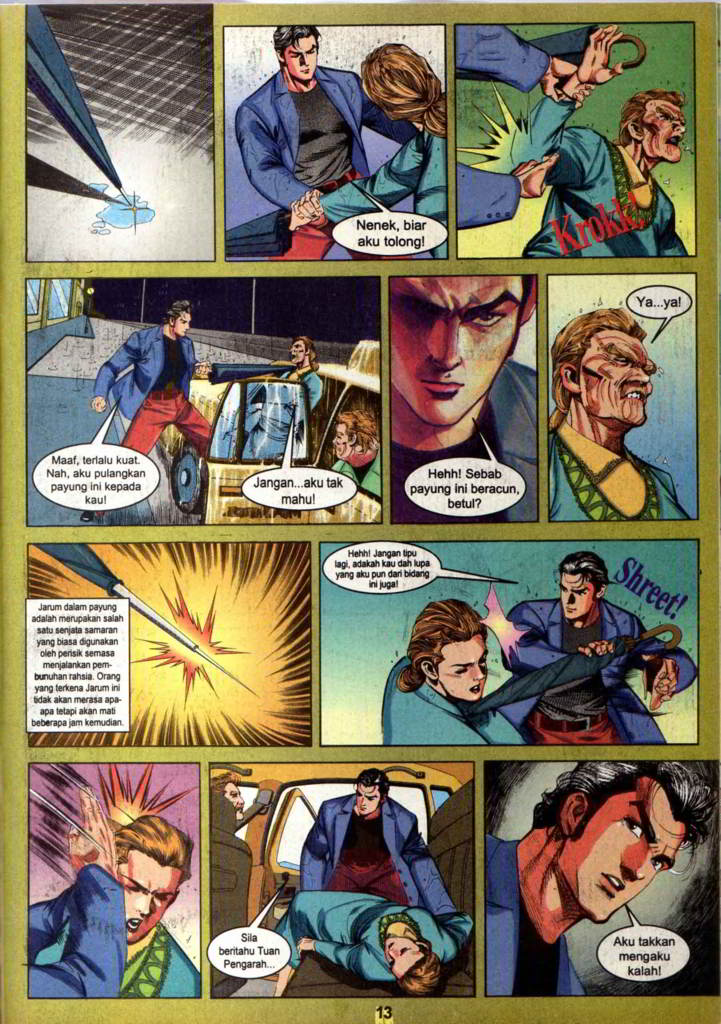 Nenek, biar
aku tolong!
Krokk!
Maaf, terlalu kuat.
Nah, aku pulangkan
payung ini kepada
kau!
Jangan...aku tak
mahu!
Hehh! Sebab
payung ini beracun,
betul?
Ya...ya!
Jarum dalam payung
adalah merupakan salah
satu senjata samaran
yang biasa digunakan
oleh perisik semasa
menjalankan pem-
bunuhan rahsia. Orang
yang terkena Jarum ini
tidak akan merasa apa-
apa tetapi akan mati
beberapa jam kemudian.
Hehh! Jangan tipu
lagi, adakah kau dah lupa
yang aku pun dari bidang
ini juga!
Shreet!
Sila
beritahu Tuan
Pengarah...
Aku takkan
mengaku
kalah!
13